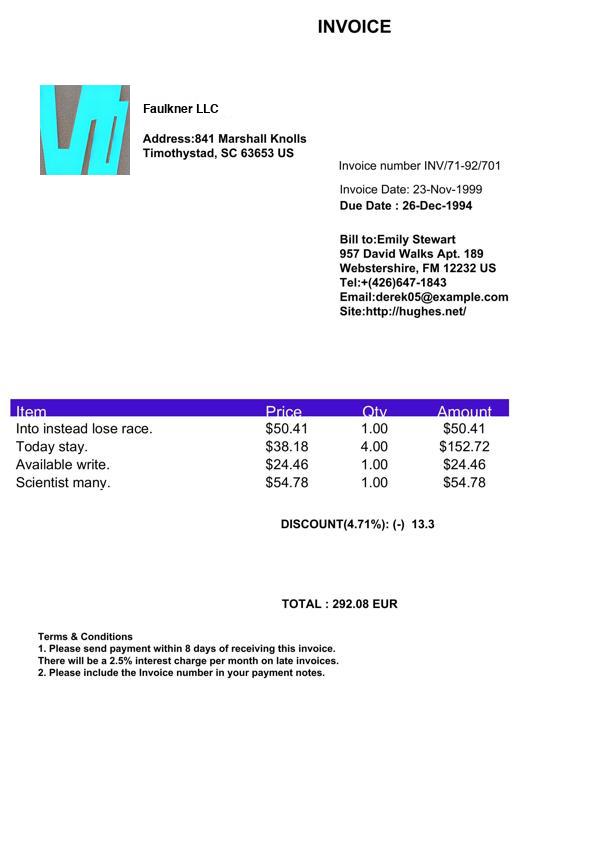 INVOICE
Faulkner LLC
Address:841 Marshall Knolls
Timothystad, SC 63653 US
Invoice number INV/71-92/701
Invoice Date: 23-Nov-1999
Due Date : 26-Dec-1994
Bill to:Emily Stewart
957 David Walks Apt. 189
Webstershire, FM 12232 US
Tel:+(426)647-1843
Email:derek05@example.com
Site:http://hughes.net/
Item Price Qty Amount
Into instead lose race. $50.41 1.00 $50.41
Today stay. $38.18 4.00 $152.72
Available write. $24.46 1.00 $24.46
Scientist many. $54.78 1.00 $54.78
DISCOUNT(4.71%): (-) 13.3
TOTAL : 292.08 EUR
Terms & Conditions
1. Please send payment within 8 days of receiving this invoice.
There will be a 2.5% interest charge per month on late invoices.
2. Please include the Invoice number in your payment notes.